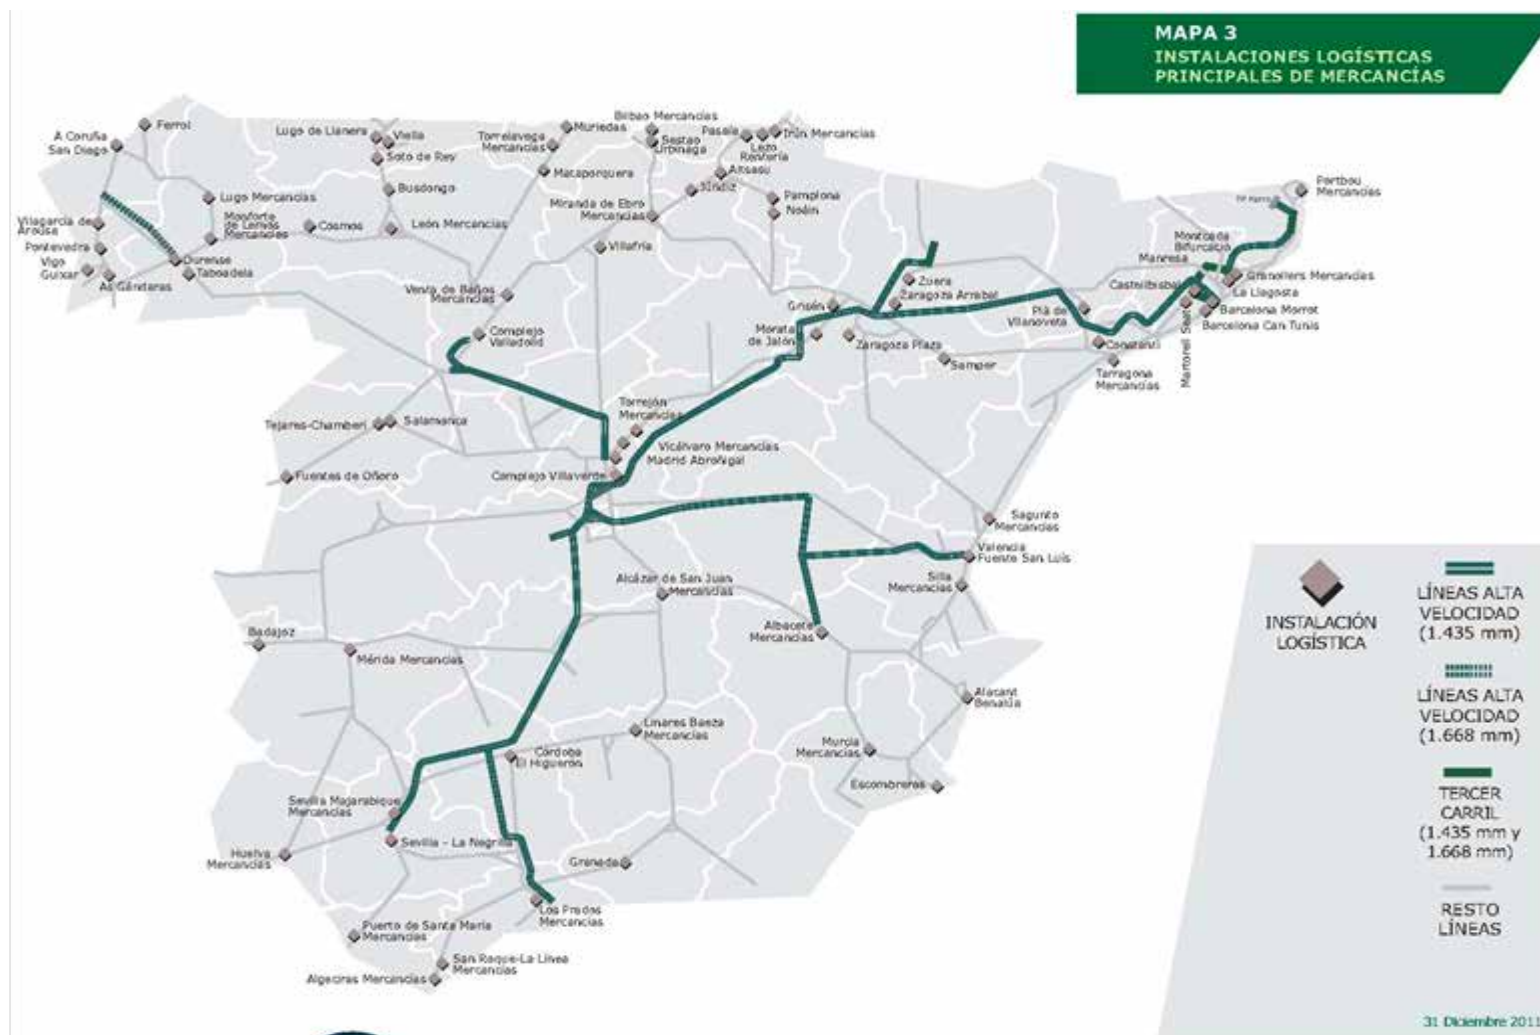 MAPA 3
INSTALACIONES LOGÍSTICAS
PRINCIPALES DE MERCANCÍAS
Ferrol
A Coruña
San Diego
Lugo de Llanera
Viella
Soto de Rey
Busdongo
Torrelavega
Mercancías
Muriedas
Mataporquera
Bilbao Mercancías
Sestao
Urbinaga
Pasaia
Lezo
Rentería
Irún Mercancías
Altsasu
Júndiz
Pamplona
Noáin
Miranda de Ebro
Mercancías
Lugo Mercancías
Monforte
de Lemos
Mercancías
Cosmos
León Mercancías
Villafría
Vilagarcía de
Arousa
Pontevedra
Vigo
Guixar
As Gándaras
Ourense
Taboadela
Venta de Baños
Mercancías
Complejo
Valladolid
Portbou
Mercancías
Montcada
Bifurcació
Manresa
Castellbisbal
Granollers Mercancías
La Llagosta
Barcelona Morrot
Barcelona Can Tunis
Martorell Seat
Zuera
Zaragoza Arrabal
Grisén
Morata
de Jalón
Zaragoza Plaza
Plá de
Vilanoveta
Constantí
Tarragona
Mercancías
Samper
Torrejón
Mercancías
Vicálvaro Mercancías
Madrid Abroñigal
Complejo Villaverde
Tejares-Chamberí
Salamanca
Fuentes de Oñoro
Sagunto
Mercancías
Valencia
Fuente San Luis
Silla
Mercancías
Alcázar de San Juan
Mercancías
Albacete
Mercancías
Badajoz
Mérida Mercancías
Alacant
Benalúa
Linares Baeza
Mercancías
Murcia
Mercancías
Córdoba
El Higuerón
Escombreras
Sevilla Majarabique
Mercancías
Sevilla - La Negrilla
Huelva
Mercancías
Granada
Los Prados
Mercancías
Puerto de Santa María
Mercancías
San Roque-La Línea
Mercancías
Algeciras Mercancías
INSTALACIÓN
LOGÍSTICA
LÍNEAS ALTA
VELOCIDAD
(1.435 mm)
LÍNEAS ALTA
VELOCIDAD
(1.668 mm)
TERCER
CARRIL
(1.435 mm y
1.668 mm)
RESTO
LÍNEAS
31 Diciembre